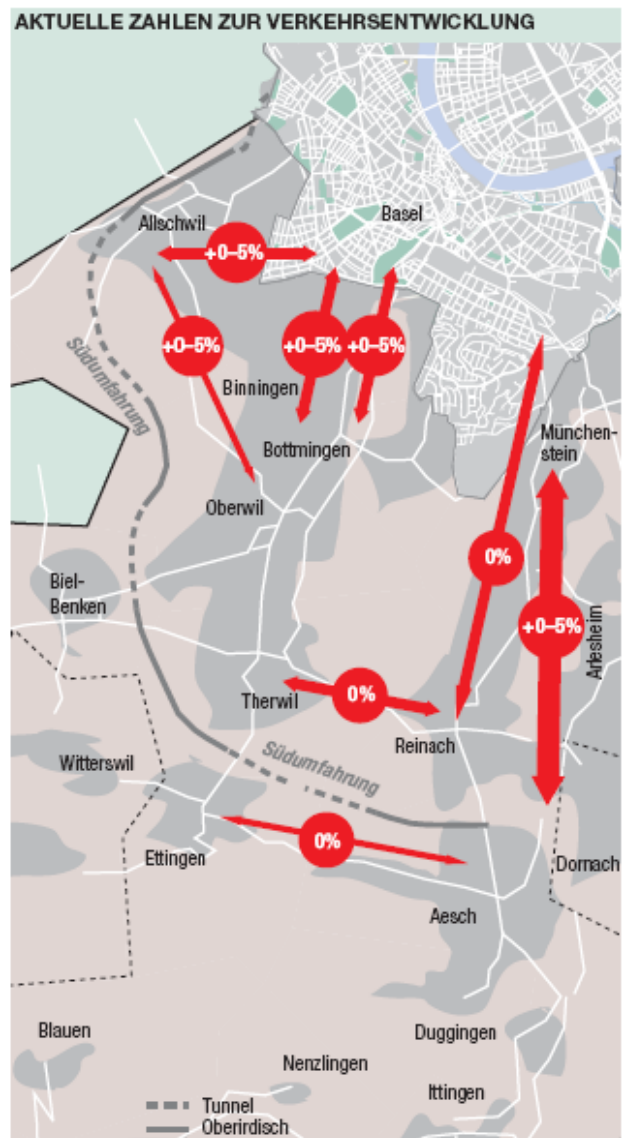 AKTUELLE ZAHLEN ZUR VERKEHRSENTWICKLUNG
Allschwil
Basel
+0–5%
+0–5%
+0–5%
+0–5%
Südumfahrung
Binningen
Bottmingen
München-
stein
Oberwil
0%
Biel-
Benken
+0–5%
Arlesheim
Therwil
0%
Reinach
Witterswil
Südumfahrung
Ettingen
0%
Dornach
Aesch
Blauen
Duggingen
Nenzlingen
Ittingen
Tunnel
Oberirdisch